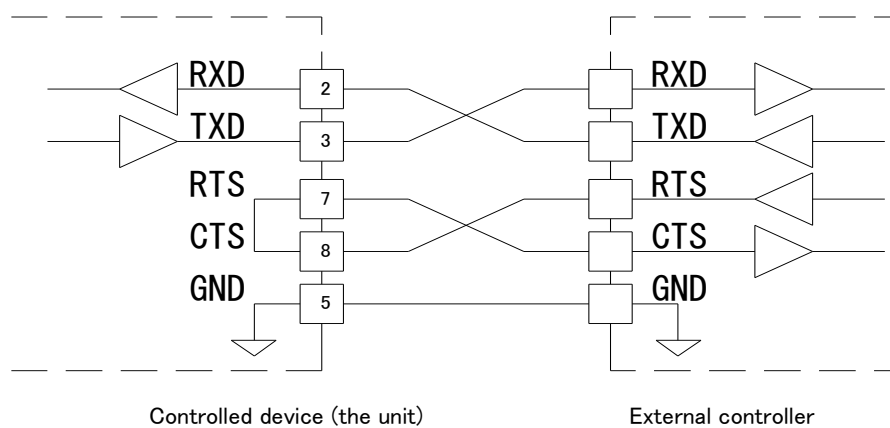 RXD 2 RXD
TXD 3 TXD
RTS 7 RTS
CTS 8 CTS
GND 5 GND
Controlled device (the unit) External controller